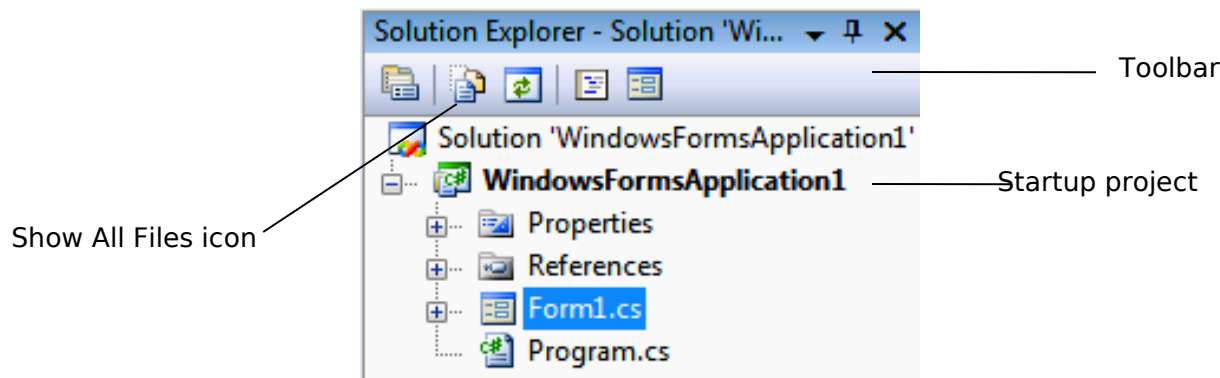 Solution Explorer - Solution 'Wi...
Toolbar
Solution 'WindowsFormsApplication1'
WindowsFormsApplication1
Startup project
Properties
Show All Files icon
References
Form1.cs
Program.cs